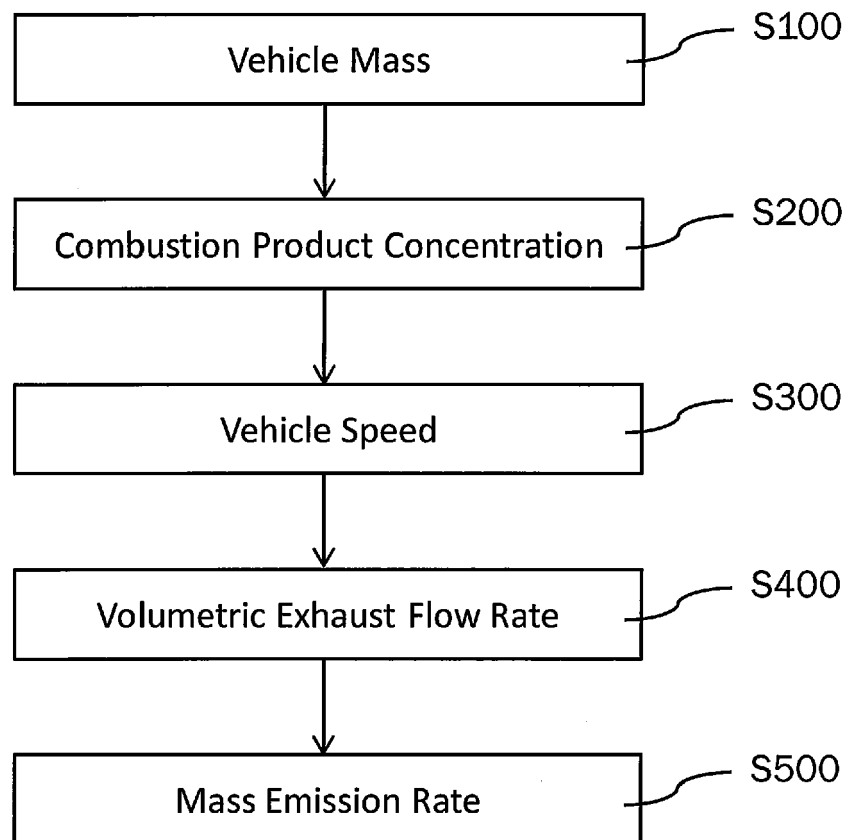 Vehicle Mass
S100
Combustion Product Concentration
S200
Vehicle Speed
S300
Volumetric Exhaust Flow Rate
S400
Mass Emission Rate
S500